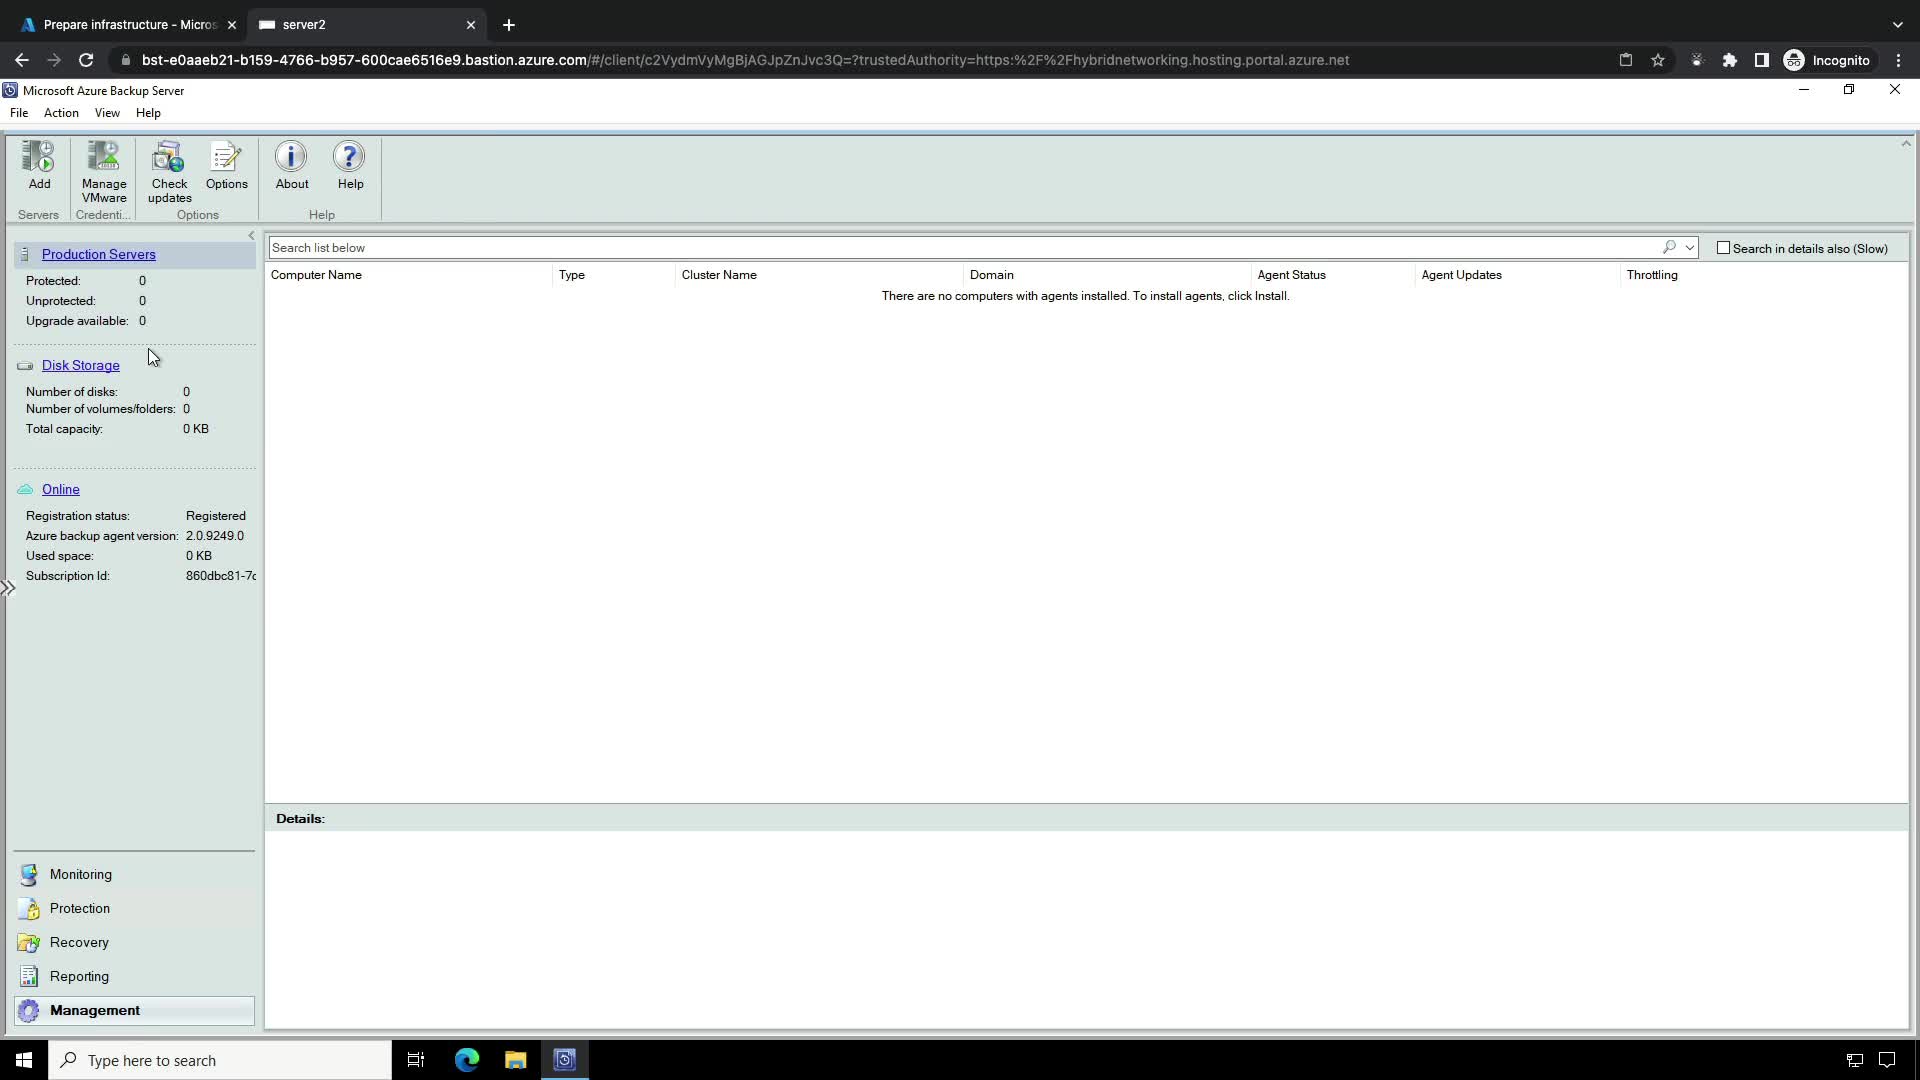 Prepare infrastructure - Micros
server2
bst-e0aaeb21-b159-4766-b957-600cae6516e9.bastion.azure.com/#/client/c2VydmVyMgBjAGJpZnJvc3Q=?trustedAuthority=https:%2F%2Fhybridnetworking.hosting.portal.azure.net
Incognito
Microsoft Azure Backup Server
File Action View Help
Add
Manage VMware
Check updates
Options
About
Help
Servers
Credenti...
Options
Help
Production Servers
Protected: 0
Unprotected: 0
Upgrade available: 0
Disk Storage
Number of disks: 0
Number of volumes/folders: 0
Total capacity: 0 KB
Online
Registration status: Registered
Azure backup agent version: 2.0.9249.0
Used space: 0 KB
Subscription Id: 860dbc81-7c
Search list below
Search in details also (Slow)
Computer Name Type Cluster Name Domain Agent Status Agent Updates Throttling
There are no computers with agents installed. To install agents, click Install.
Details:
Monitoring
Protection
Recovery
Reporting
Management
Type here to search